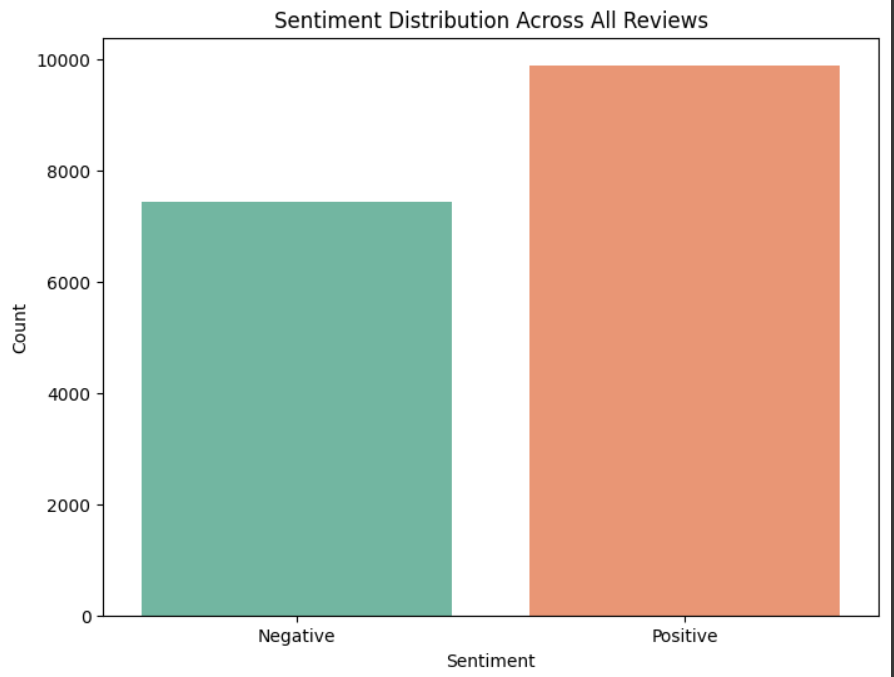 Sentiment Distribution Across All Reviews
10000
8000
6000
4000
2000
0
Count
Negative
Positive
Sentiment